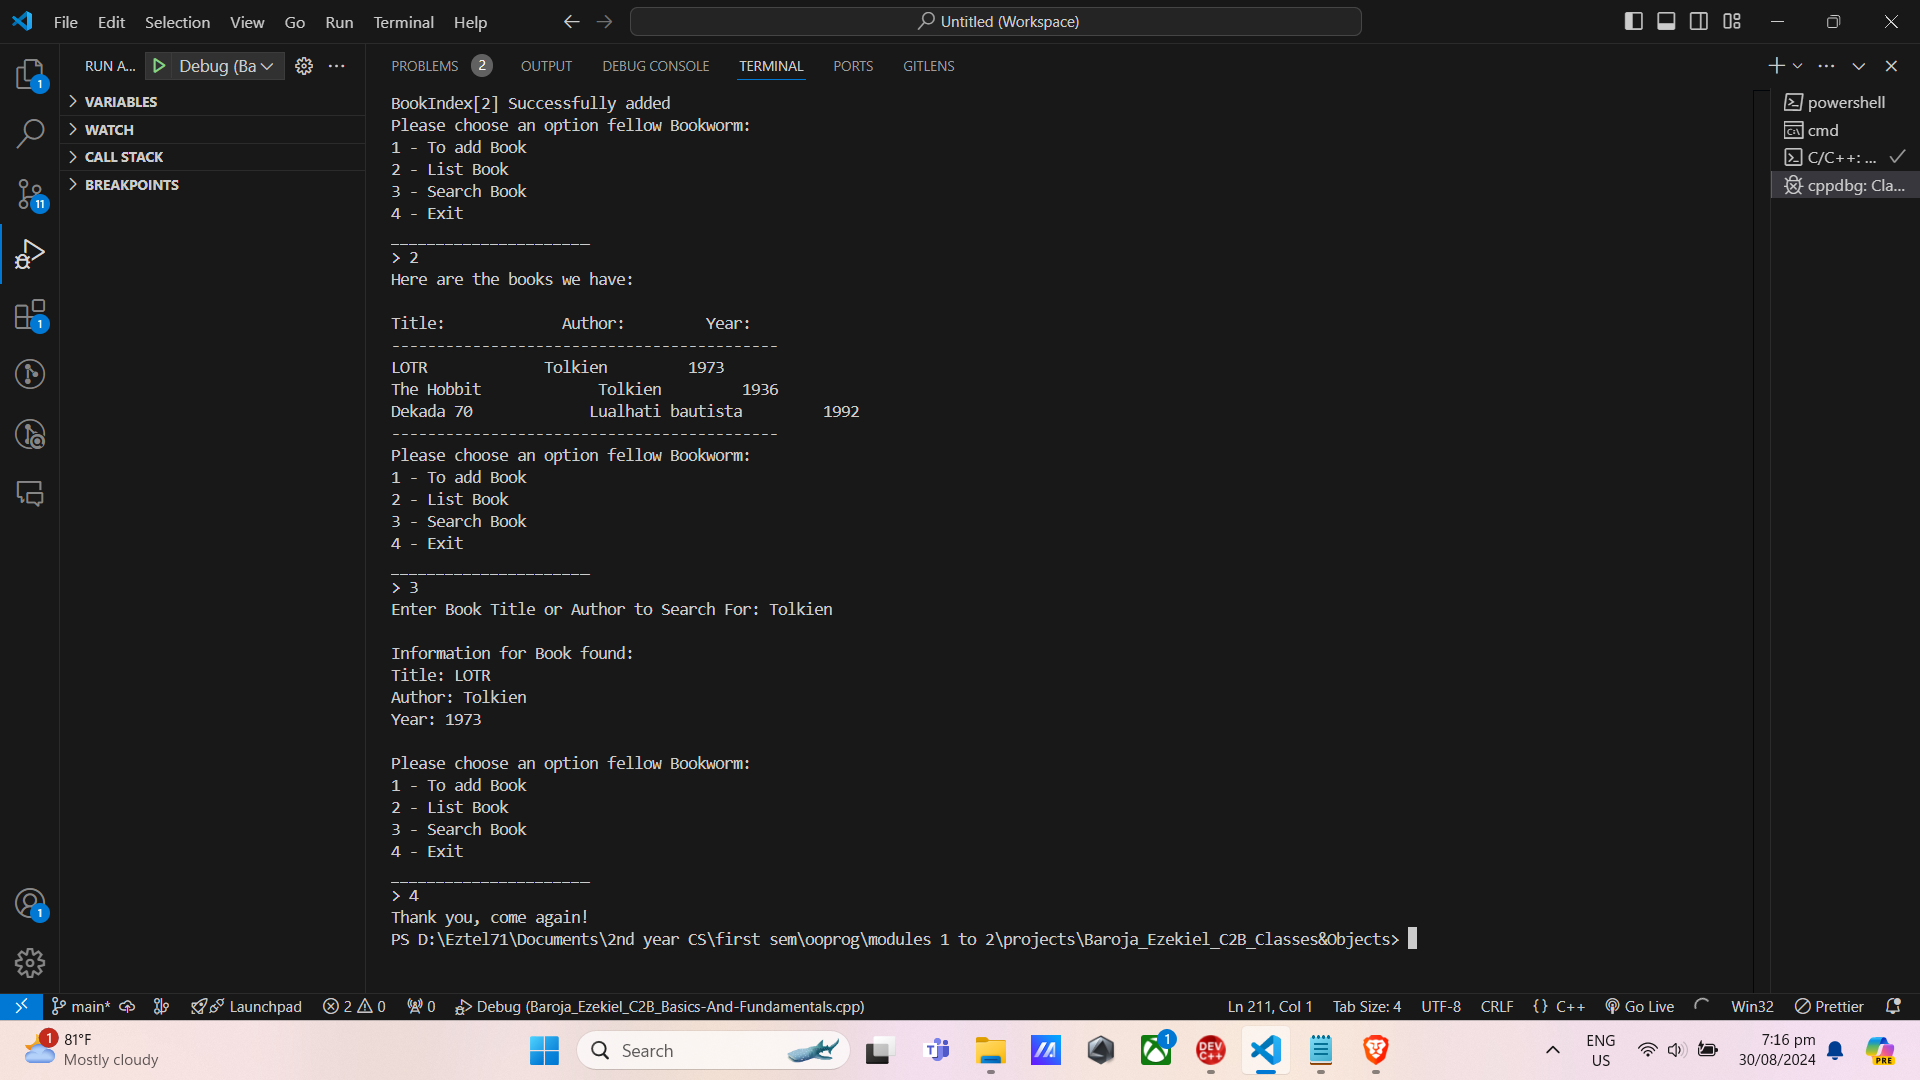 File Edit Selection View Go Run Terminal Help
Untitled (Workspace)
RUN A... Debug (Ba
PROBLEMS 2 OUTPUT DEBUG CONSOLE TERMINAL PORTS GITLENS
VARIABLES
WATCH
CALL STACK
BREAKPOINTS
1
11
1
1
BookIndex[2] Successfully added
Please choose an option fellow Bookworm:
1 - To add Book
2 - List Book
3 - Search Book
4 - Exit
______________________
> 2
Here are the books we have:
Title: Author: Year:
-------------------------------------------
LOTR Tolkien 1973
The Hobbit Tolkien 1936
Dekada 70 Lualhati bautista 1992
-------------------------------------------
Please choose an option fellow Bookworm:
1 - To add Book
2 - List Book
3 - Search Book
4 - Exit
______________________
> 3
Enter Book Title or Author to Search For: Tolkien
Information for Book found:
Title: LOTR
Author: Tolkien
Year: 1973
Please choose an option fellow Bookworm:
1 - To add Book
2 - List Book
3 - Search Book
4 - Exit
______________________
> 4
Thank you, come again!
PS D:\Eztel71\Documents\2nd year CS\first sem\ooprog\modules 1 to 2\projects\Baroja_Ezekiel_C2B_Classes&Objects>
powershell
cmd
C/C++: ...
cppdbg: Cla...
main* Launchpad 2 0 0 Debug (Baroja_Ezekiel_C2B_Basics-And-Fundamentals.cpp) Ln 211, Col 1 Tab Size: 4 UTF-8 CRLF {} C++ Go Live Win32 Prettier
1
81°F
Mostly cloudy
Search
1
DEV
C++
ENG
US
7:16 pm
30/08/2024
PRE